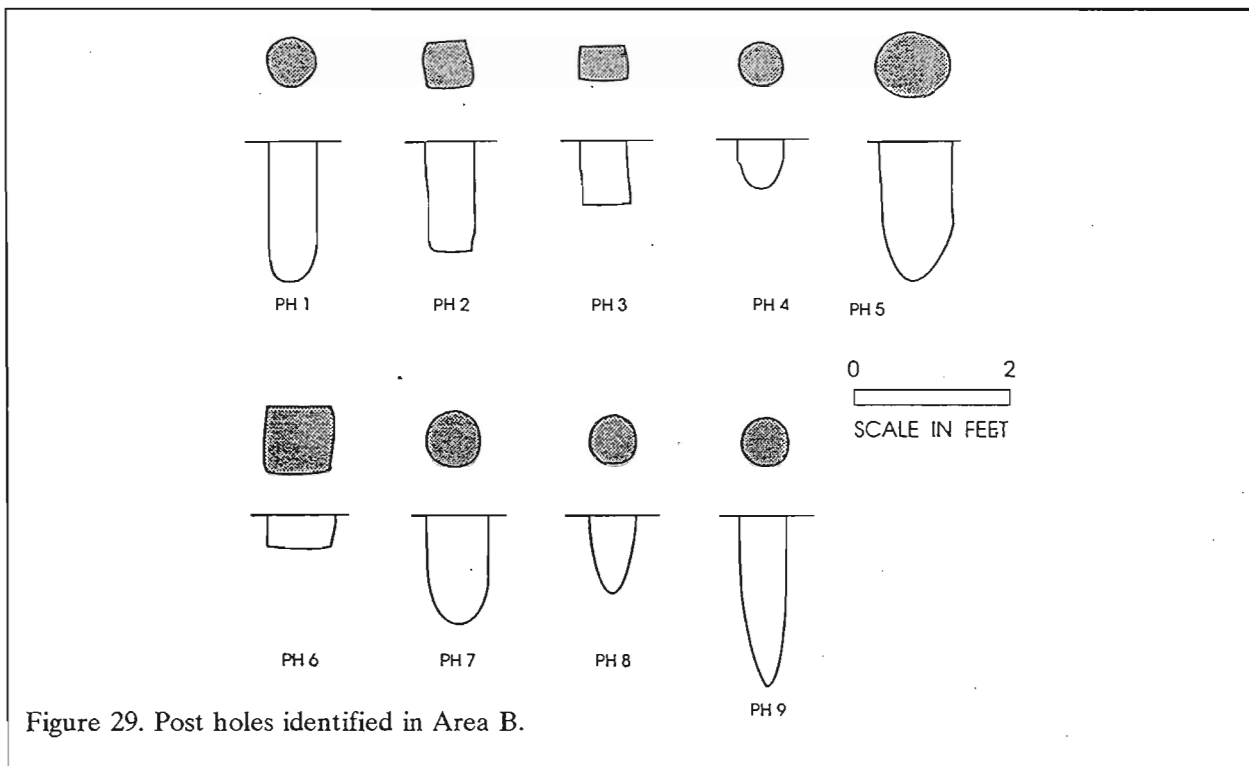 PH 1
PH 2
PH 3
PH 4
PH 5
0 2
SCALE IN FEET
PH 6
PH 7
PH 8
PH 9
Figure 29. Post holes identified in Area B.